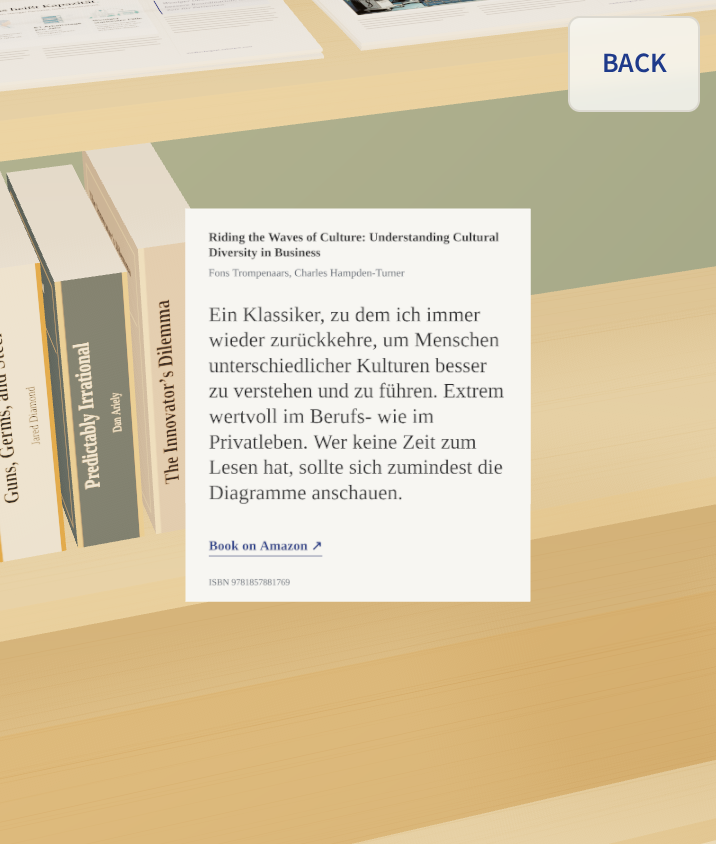 s heißt Kapazität
BACK
Riding the Waves of Culture: Understanding Cultural
Diversity in Business
Fons Trompenaars, Charles Hampden-Turner
Ein Klassiker, zu dem ich immer
wieder zurückkehre, um Menschen
unterschiedlicher Kulturen besser
zu verstehen und zu führen. Extrem
wertvoll im Berufs- wie im
Privatleben. Wer keine Zeit zum
Lesen hat, sollte sich zumindest die
Diagramme anschauen.
Book on Amazon ↗
ISBN 9781857881769
Guns, Germs, and Steel
Jared Diamond
Predictably Irrational
Dan Ariely
The Innovator's Dilemma